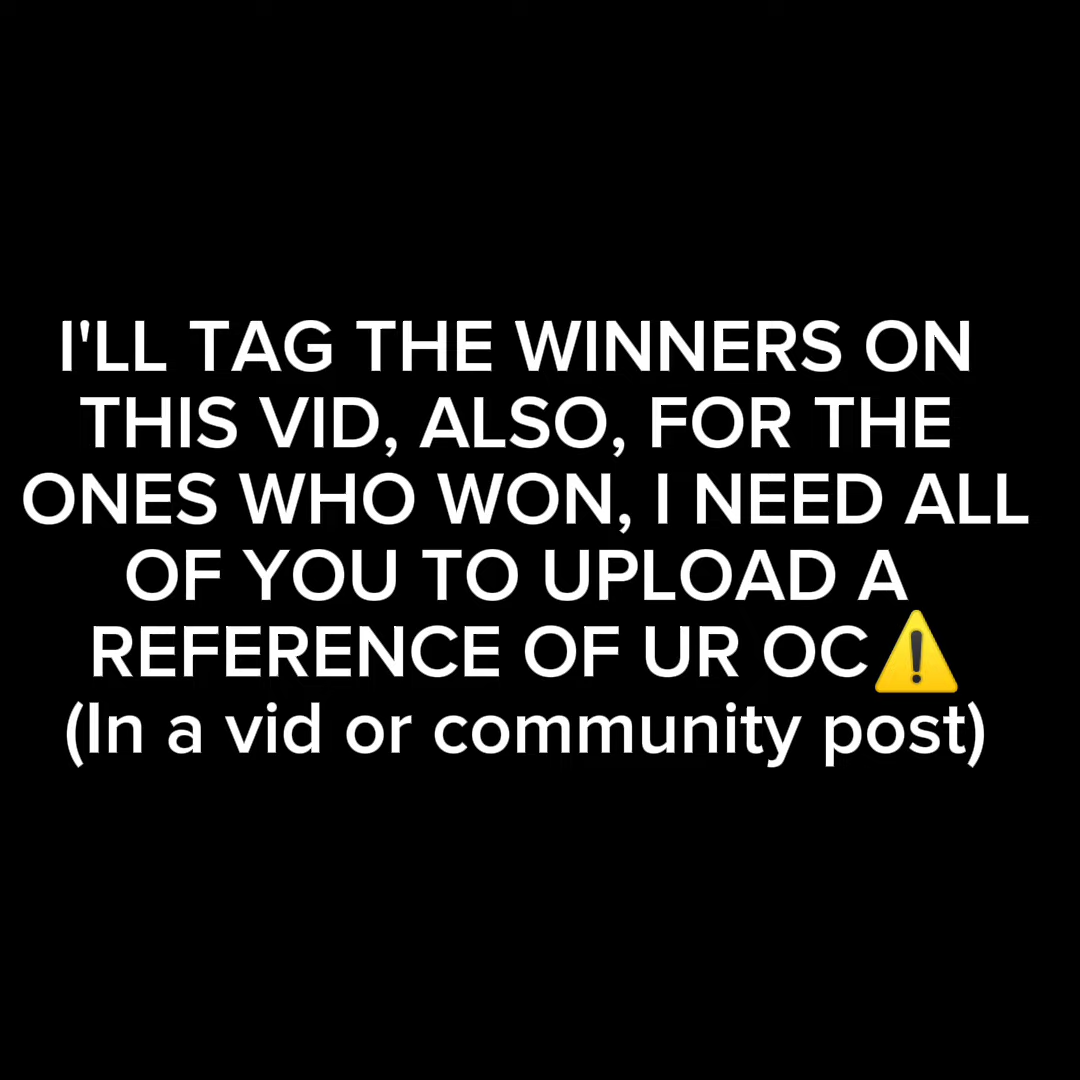 I'LL TAG THE WINNERS ON
THIS VID, ALSO, FOR THE
ONES WHO WON, I NEED ALL
OF YOU TO UPLOAD A
REFERENCE OF UR OC⚠️
(In a vid or community post)